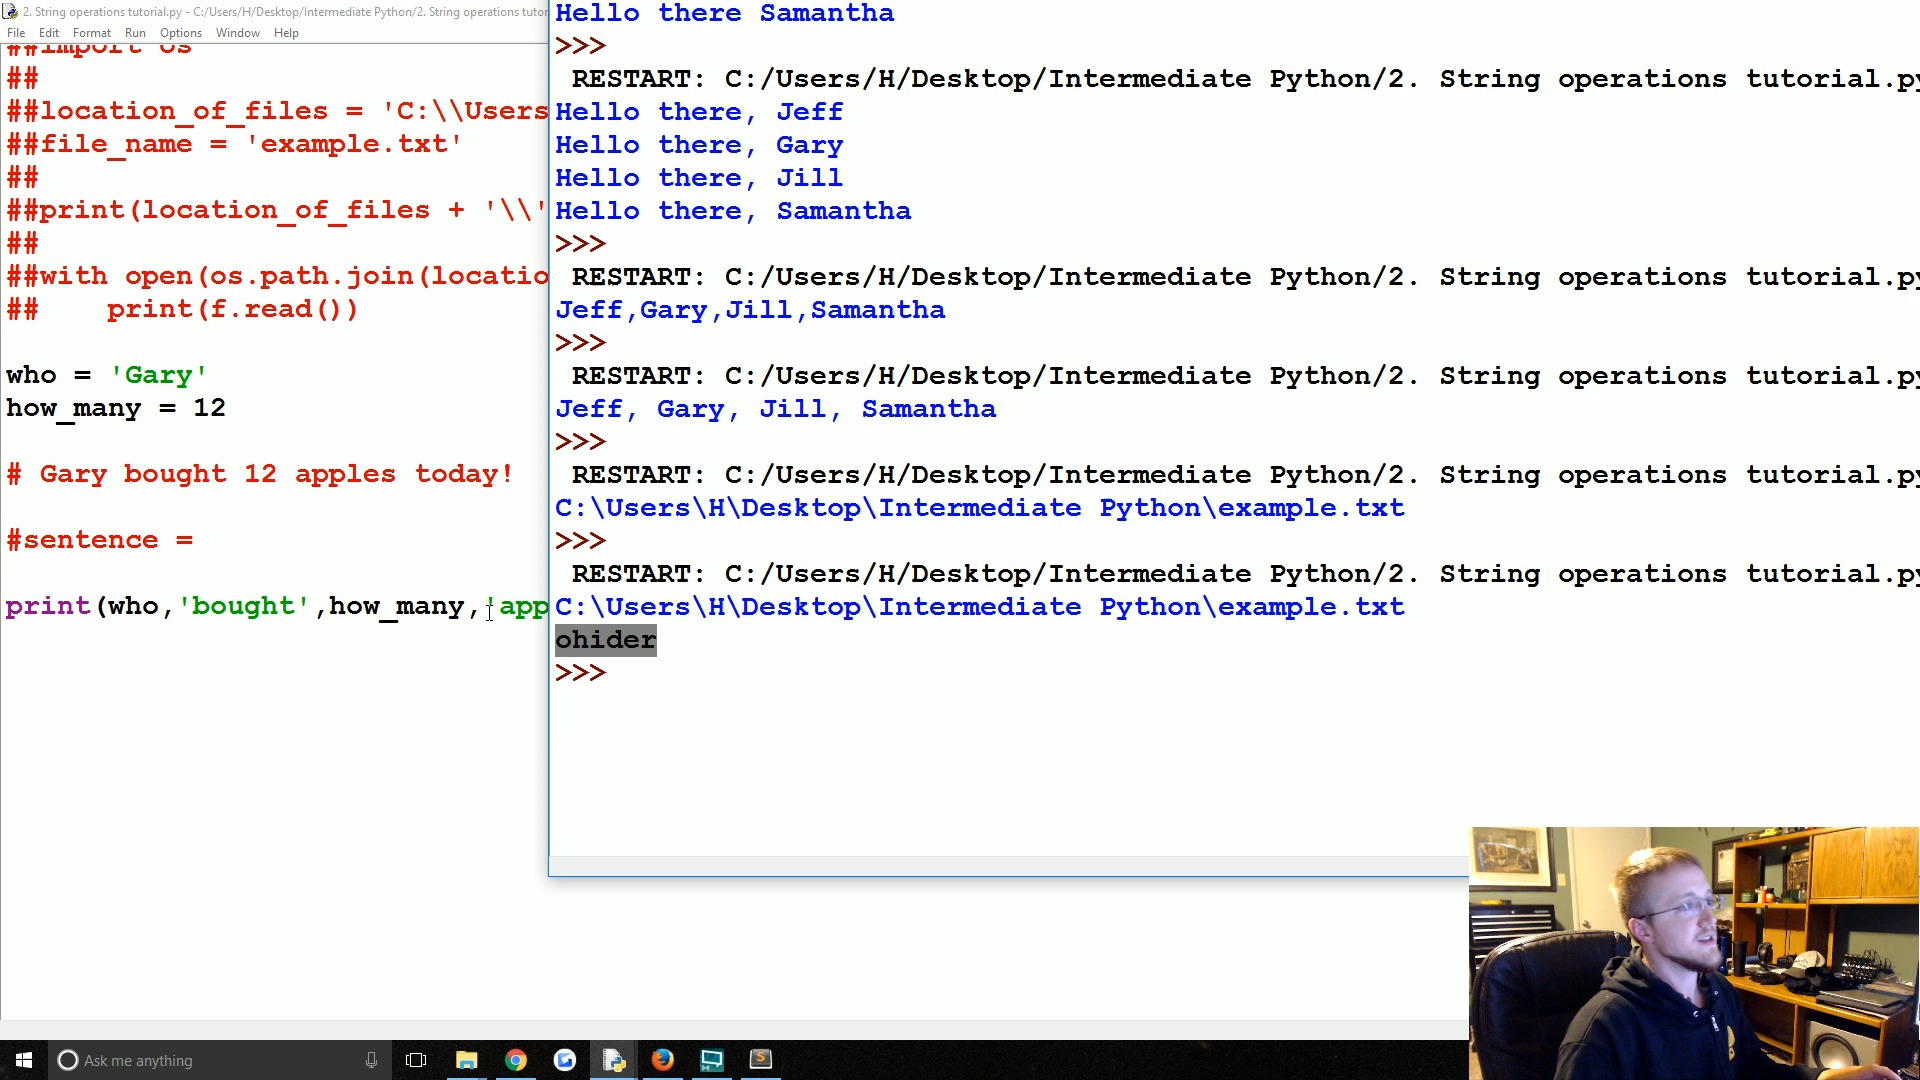 2. String operations tutorial.py - C:/Users/H/Desktop/Intermediate Python/2. String operations tutor
File Edit Format Run Options Window Help
##import os
##
##location_of_files = 'C:\\Users
##file_name = 'example.txt'
##
##print(location_of_files + '\\'
##
##with open(os.path.join(locatio
##    print(f.read())
who = 'Gary'
how_many = 12
# Gary bought 12 apples today!
#sentence =
print(who,'bought',how_many,'app
Hello there Samantha
>>>
RESTART: C:/Users/H/Desktop/Intermediate Python/2. String operations tutorial.py
Hello there, Jeff
Hello there, Gary
Hello there, Jill
Hello there, Samantha
>>>
RESTART: C:/Users/H/Desktop/Intermediate Python/2. String operations tutorial.py
Jeff,Gary,Jill,Samantha
>>>
RESTART: C:/Users/H/Desktop/Intermediate Python/2. String operations tutorial.py
Jeff, Gary, Jill, Samantha
>>>
RESTART: C:/Users/H/Desktop/Intermediate Python/2. String operations tutorial.py
C:\Users\H\Desktop\Intermediate Python\example.txt
>>>
RESTART: C:/Users/H/Desktop/Intermediate Python/2. String operations tutorial.py
C:\Users\H\Desktop\Intermediate Python\example.txt
ohider
>>>
Ask me anything